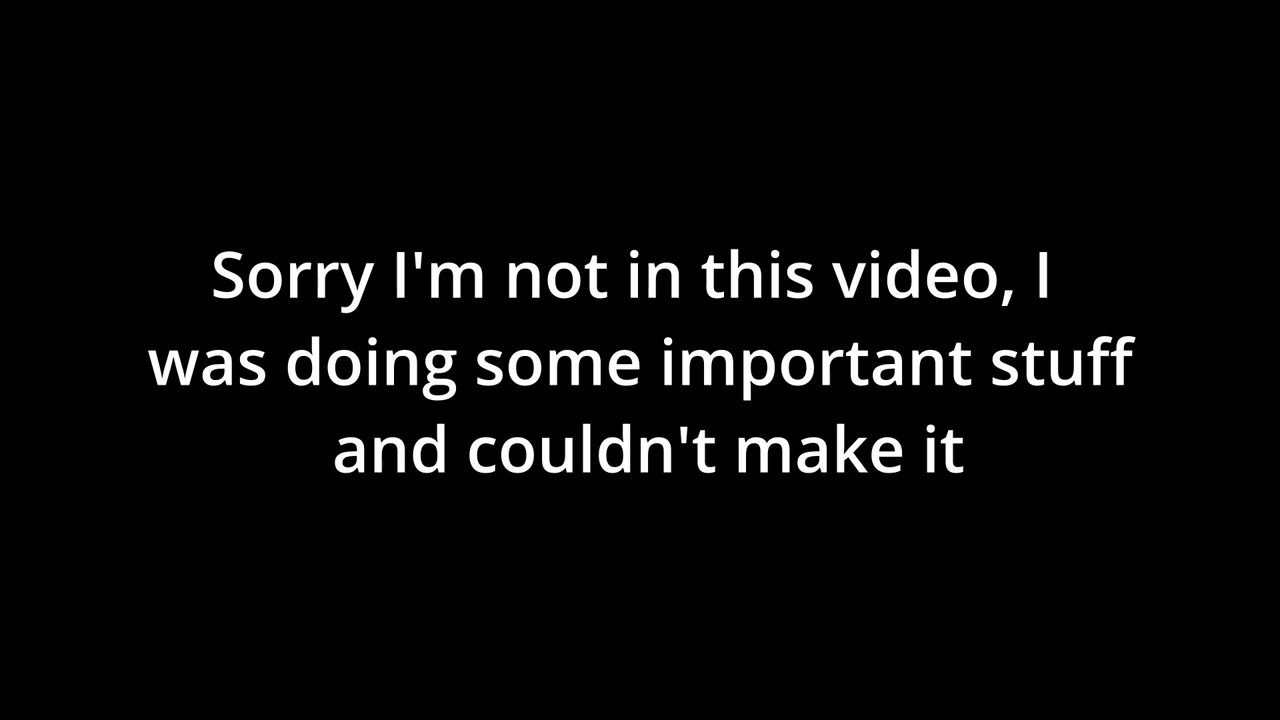 Sorry I'm not in this video, I
was doing some important stuff
and couldn't make it